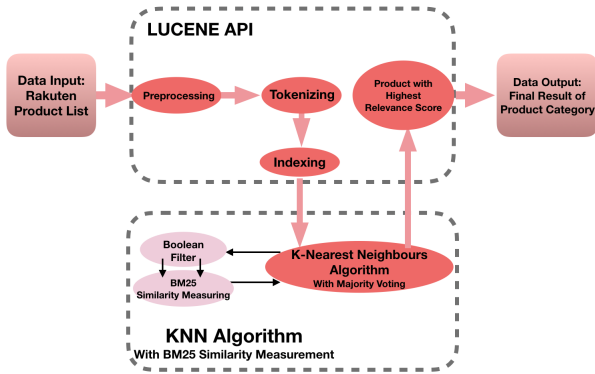 LUCENE API
Data Input:
Rakuten
Product List
Preprocessing
Tokenizing
Indexing
Product with
Highest
Relevance Score
Data Output:
Final Result of
Product Category
Boolean
Filter
BM25
Similarity Measuring
K-Nearest Neighbours
Algorithm
With Majority Voting
KNN Algorithm
With BM25 Similarity Measurement